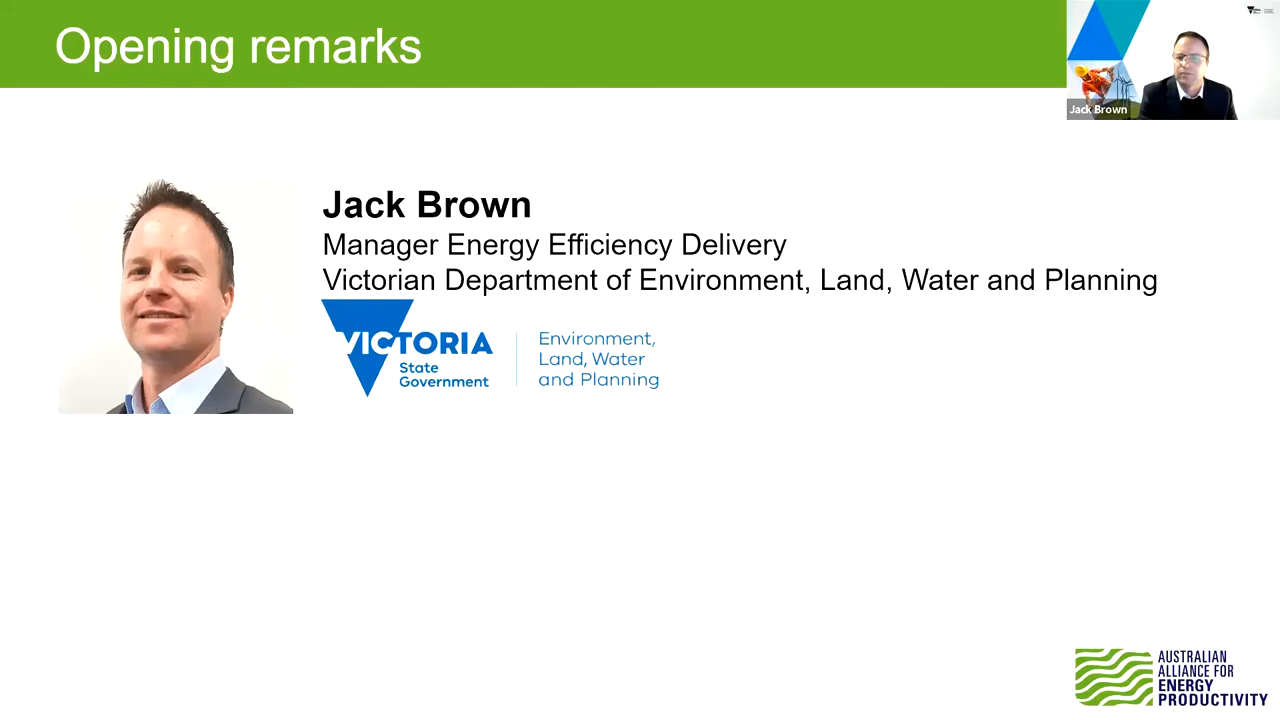 Opening remarks
Jack Brown
Jack Brown
Manager Energy Efficiency Delivery
Victorian Department of Environment, Land, Water and Planning
VICTORIA
State
Government
Environment,
Land, Water
and Planning
AUSTRALIAN
ALLIANCE FOR
ENERGY
PRODUCTIVITY